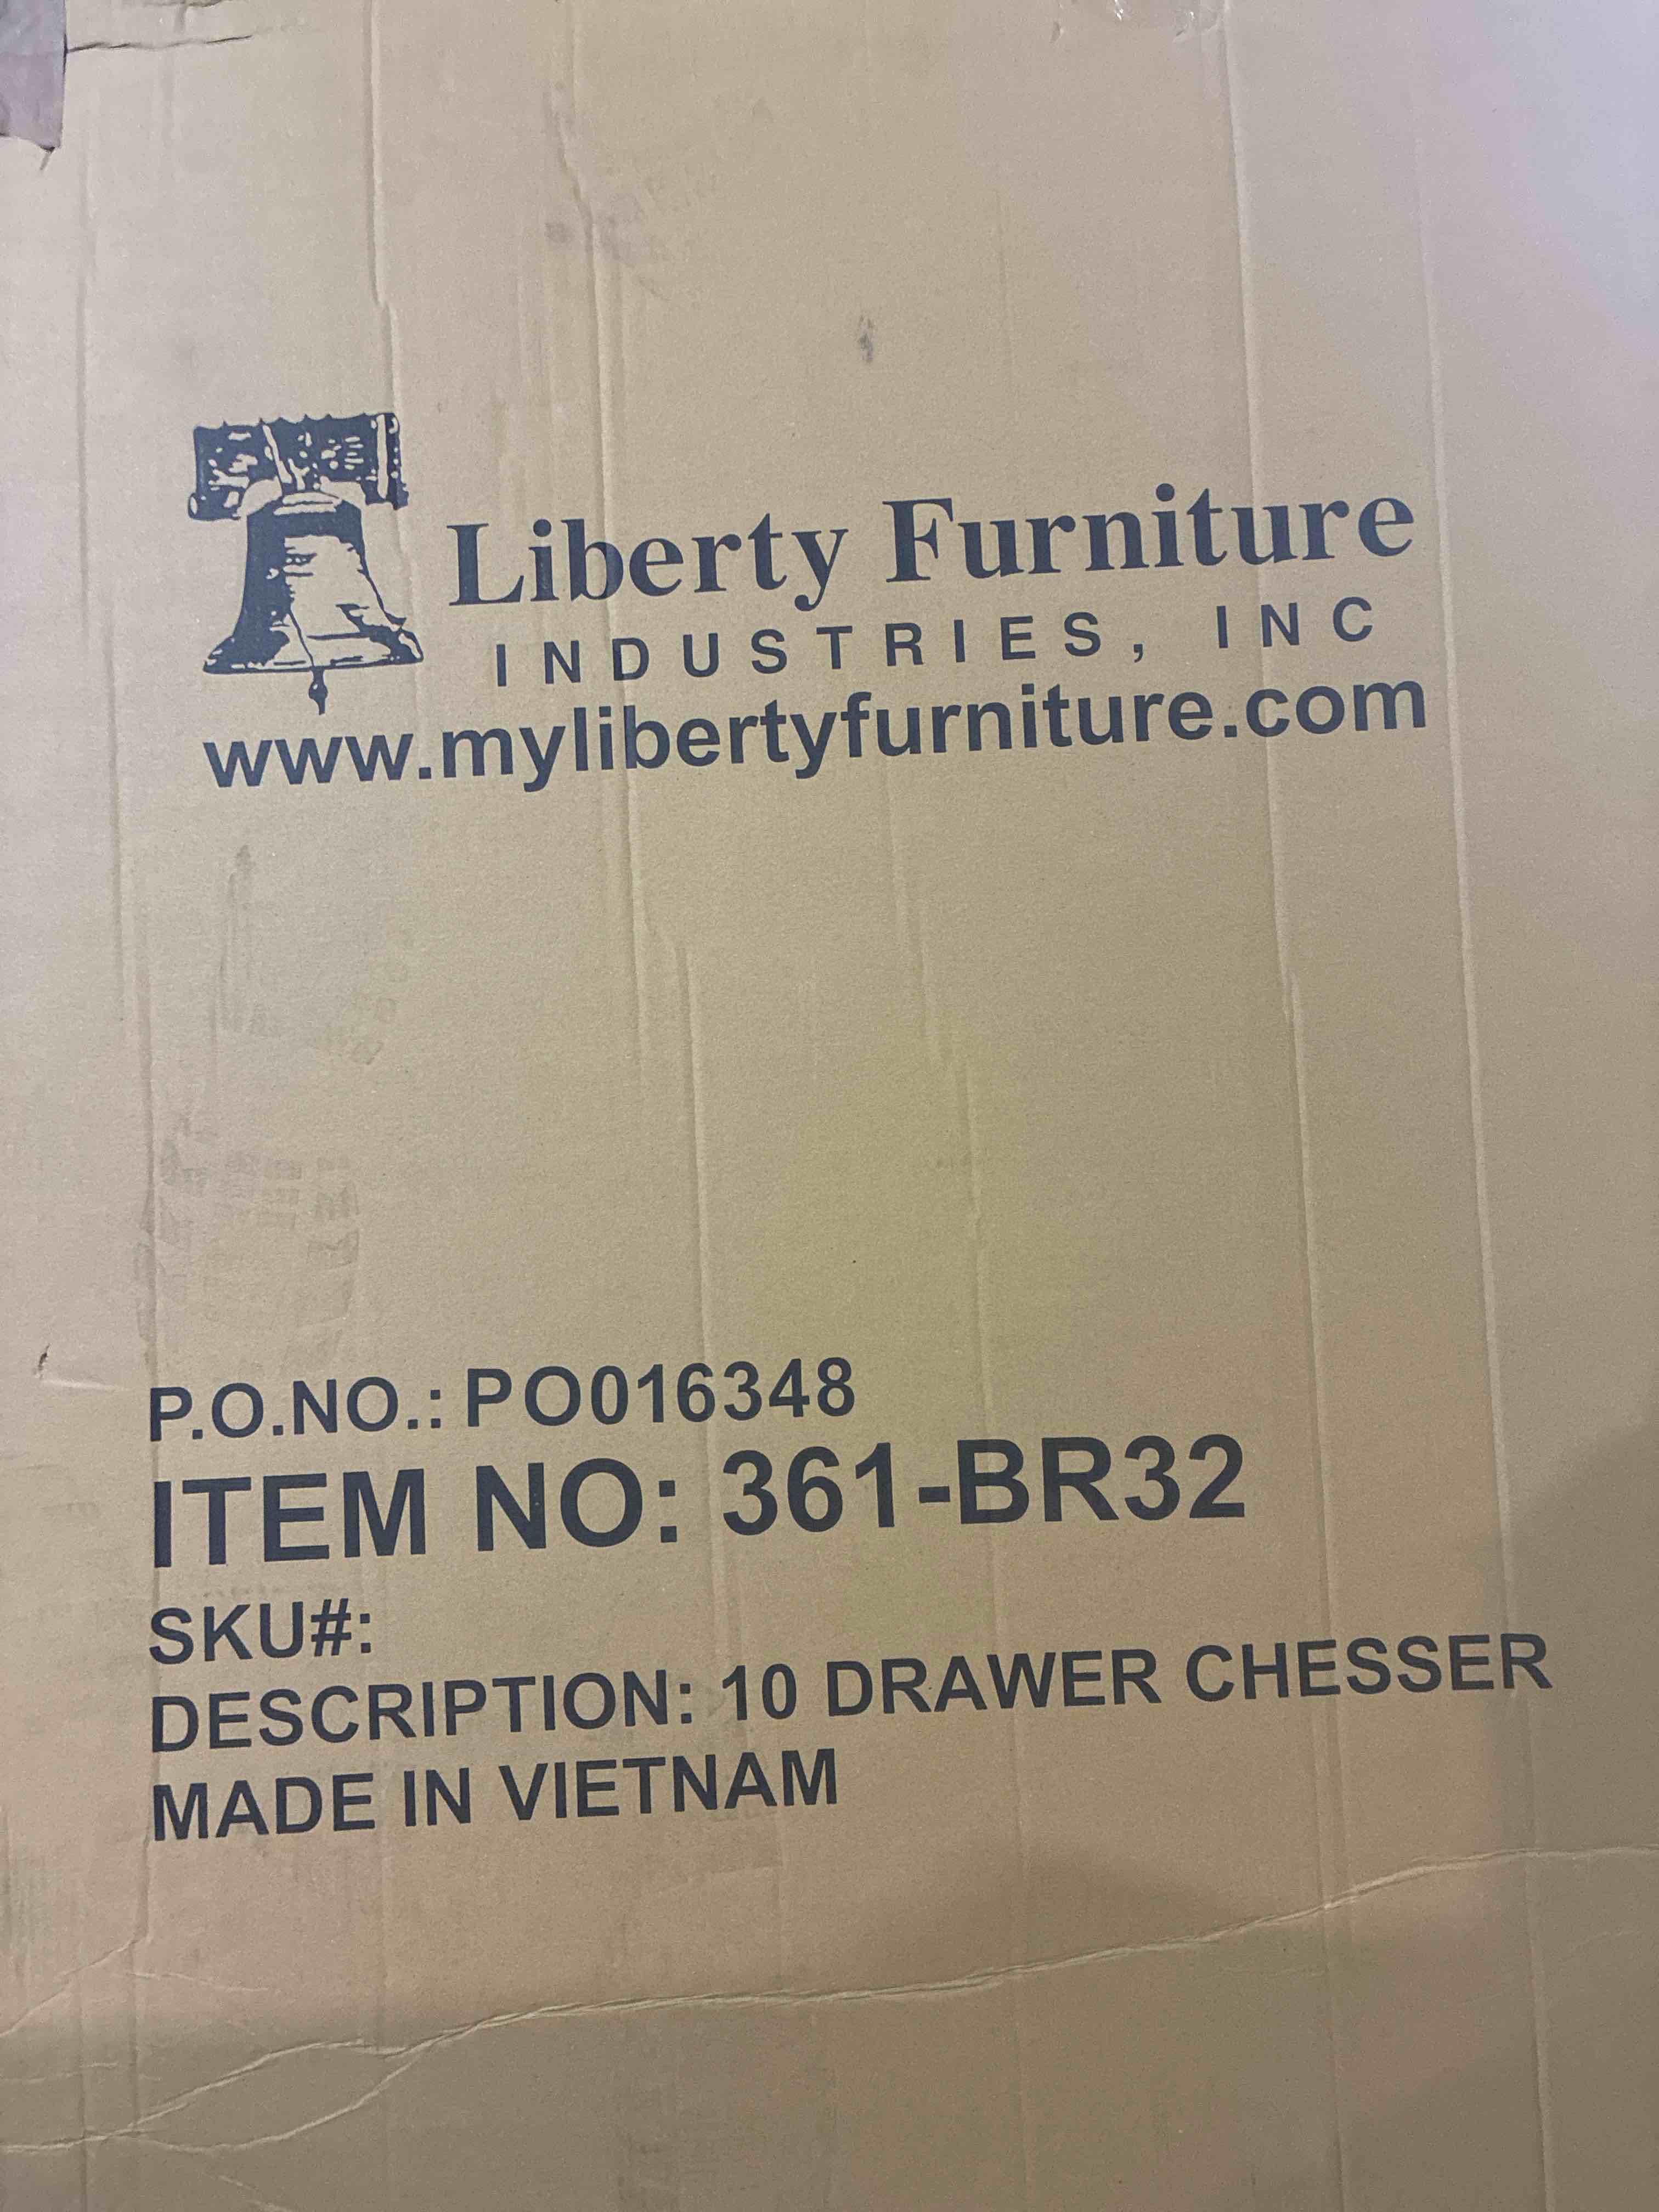 Liberty Furniture
INDUSTRIES, INC
www.mylibertyfurniture.com
P.O.NO.: PO016348
ITEM NO: 361-BR32
SKU#:
DESCRIPTION: 10 DRAWER CHESSER
MADE IN VIETNAM